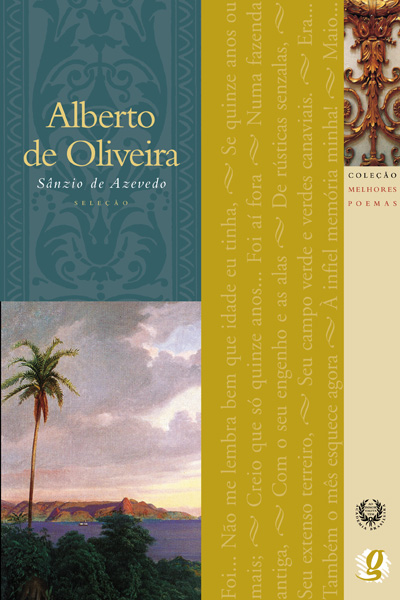 Alberto
de Oliveira
Sânzio de Azevedo
SELEÇÃO
COLEÇÃO
MELHORES
POEMAS
Foi... Não me lembra bem que idade eu tinha, ~ Se quinze anos ou
mais; ~ Creio que só quinze anos... Foi aí fora ~ Numa fazenda
antiga. ~ Com o seu engenho e as alas ~ De rústicas senzalas, ~
Seu extenso terreiro, ~ Seu campo verde e verdes canaviais. ~ Era...
Também o mês esquece agora ~ À infiel memória minha! ~ Maio...
g